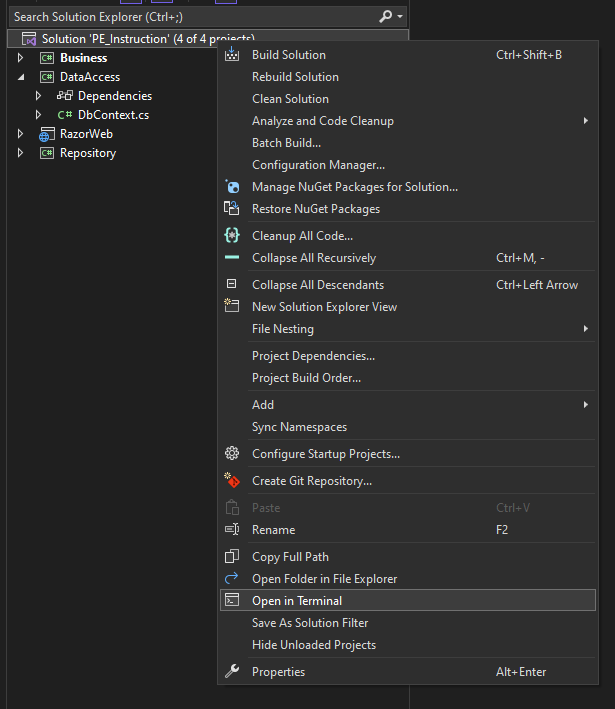 Search Solution Explorer (Ctrl+;)
Solution 'PE_Instruction' (4 of 4 projects)
C# Business
C# DataAccess
Dependencies
C# DbContext.cs
RazorWeb
C# Repository
Build Solution Ctrl+Shift+B
Rebuild Solution
Clean Solution
Analyze and Code Cleanup
Batch Build...
Configuration Manager...
Manage NuGet Packages for Solution...
Restore NuGet Packages
Cleanup All Code...
Collapse All Recursively Ctrl+M, -
Collapse All Descendants Ctrl+Left Arrow
New Solution Explorer View
File Nesting
Project Dependencies...
Project Build Order...
Add
Sync Namespaces
Configure Startup Projects...
Create Git Repository...
Paste Ctrl+V
Rename F2
Copy Full Path
Open Folder in File Explorer
Open in Terminal
Save As Solution Filter
Hide Unloaded Projects
Properties Alt+Enter